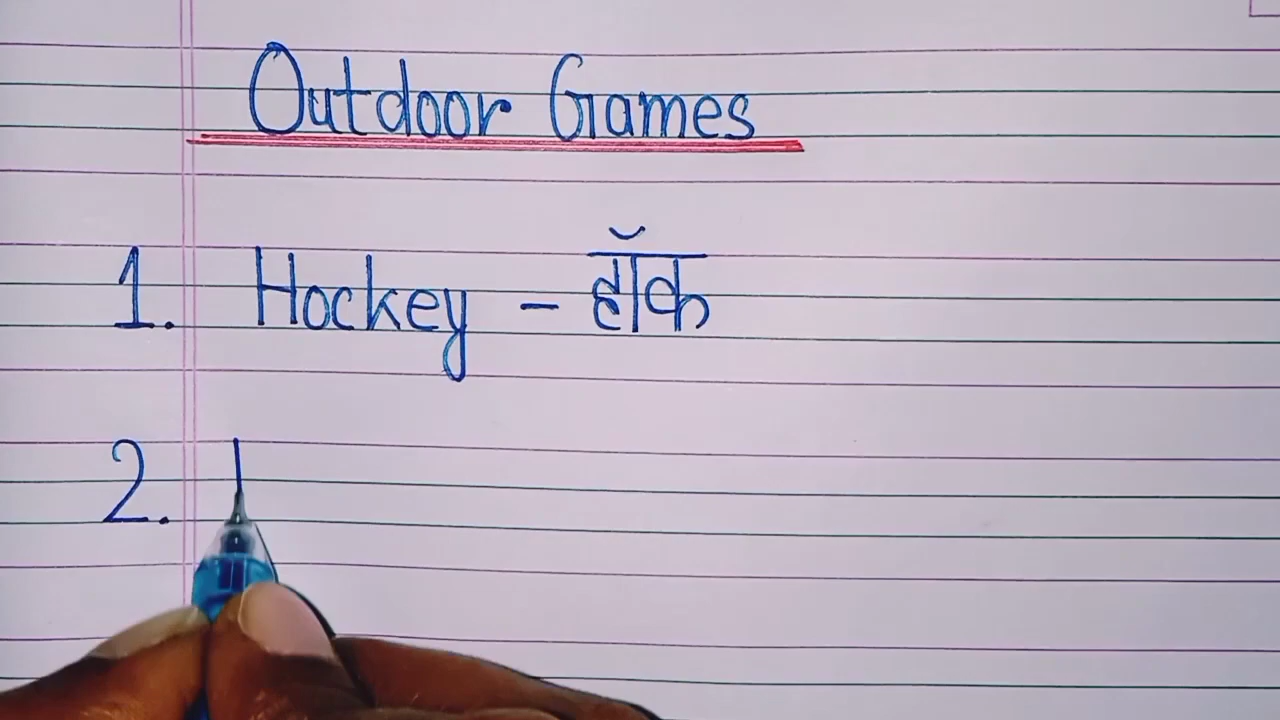 Outdoor Games
1. Hockey - हॉक
2.